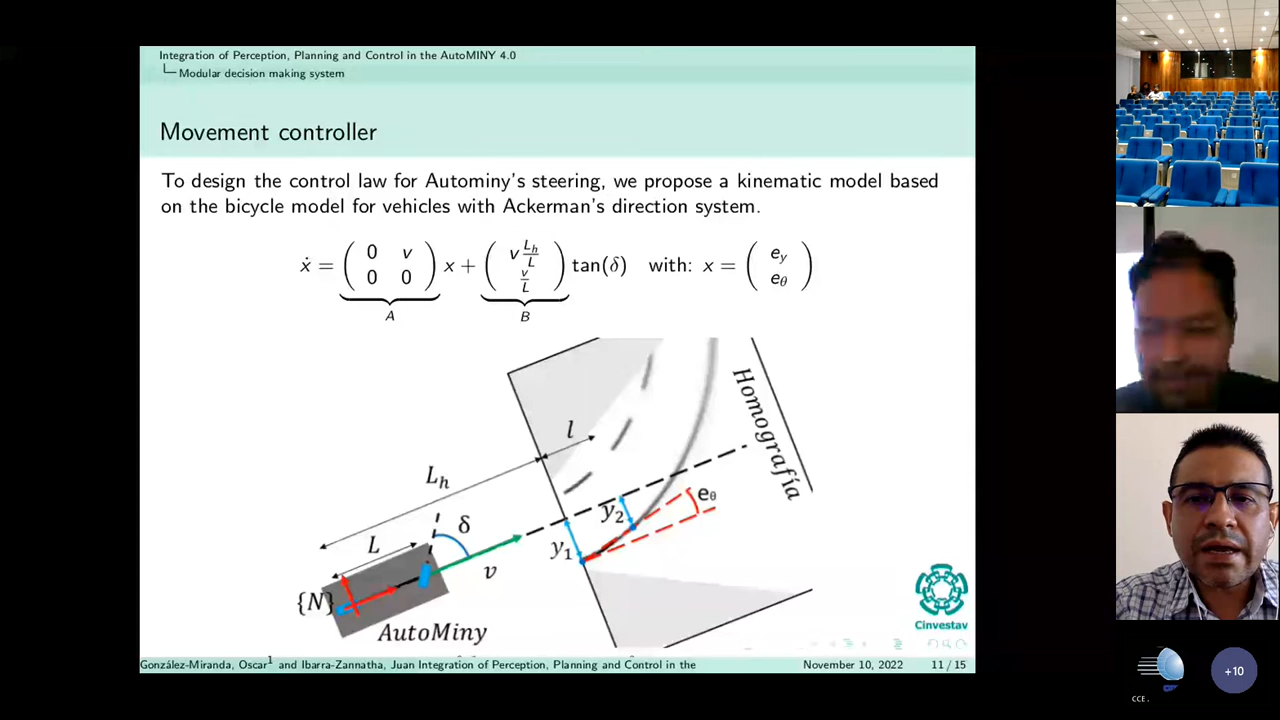 Integration of Perception, Planning and Control in the AutoMINY 4.0
Modular decision making system
Movement controller
To design the control law for Autominy's steering, we propose a kinematic model based
on the bicycle model for vehicles with Ackerman's direction system.
ẋ = ( 0 v ; 0 0 ) x + ( v L_h/L ; v/L ) tan(δ) with: x = ( e_y ; e_θ )
A B
Homografía
l
L_h
e_θ
y_2
δ
L
y_1
v
{N}
AutoMiny
Cinvestav
González-Miranda, Oscar¹ and Ibarra-Zannatha, Juan Integration of Perception, Planning and Control in the November 10, 2022 11 / 15
+10
CCE .